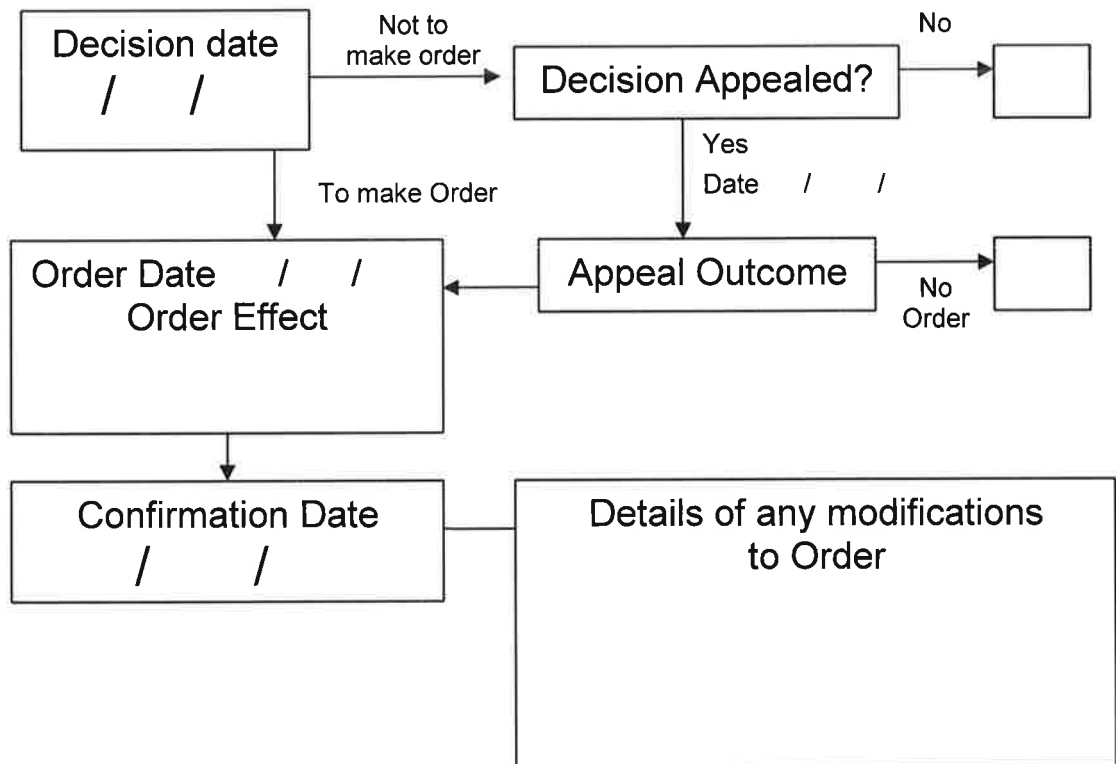 Decision date
/ /
Not to
make order
Decision Appealed?
No
To make Order
Yes
Date / /
Order Date / /
Order Effect
Appeal Outcome
No
Order
Confirmation Date
/ /
Details of any modifications
to Order